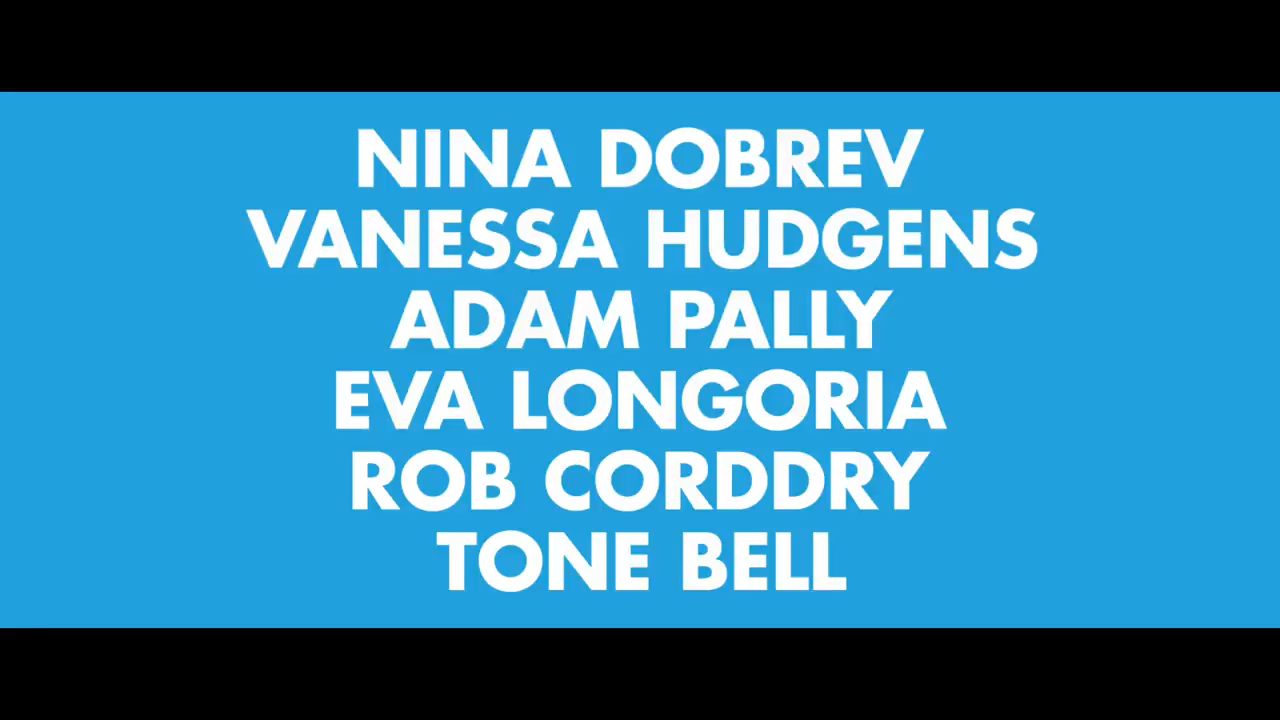 NINA DOBREV
VANESSA HUDGENS
ADAM PALLY
EVA LONGORIA
ROB CORDDRY
TONE BELL